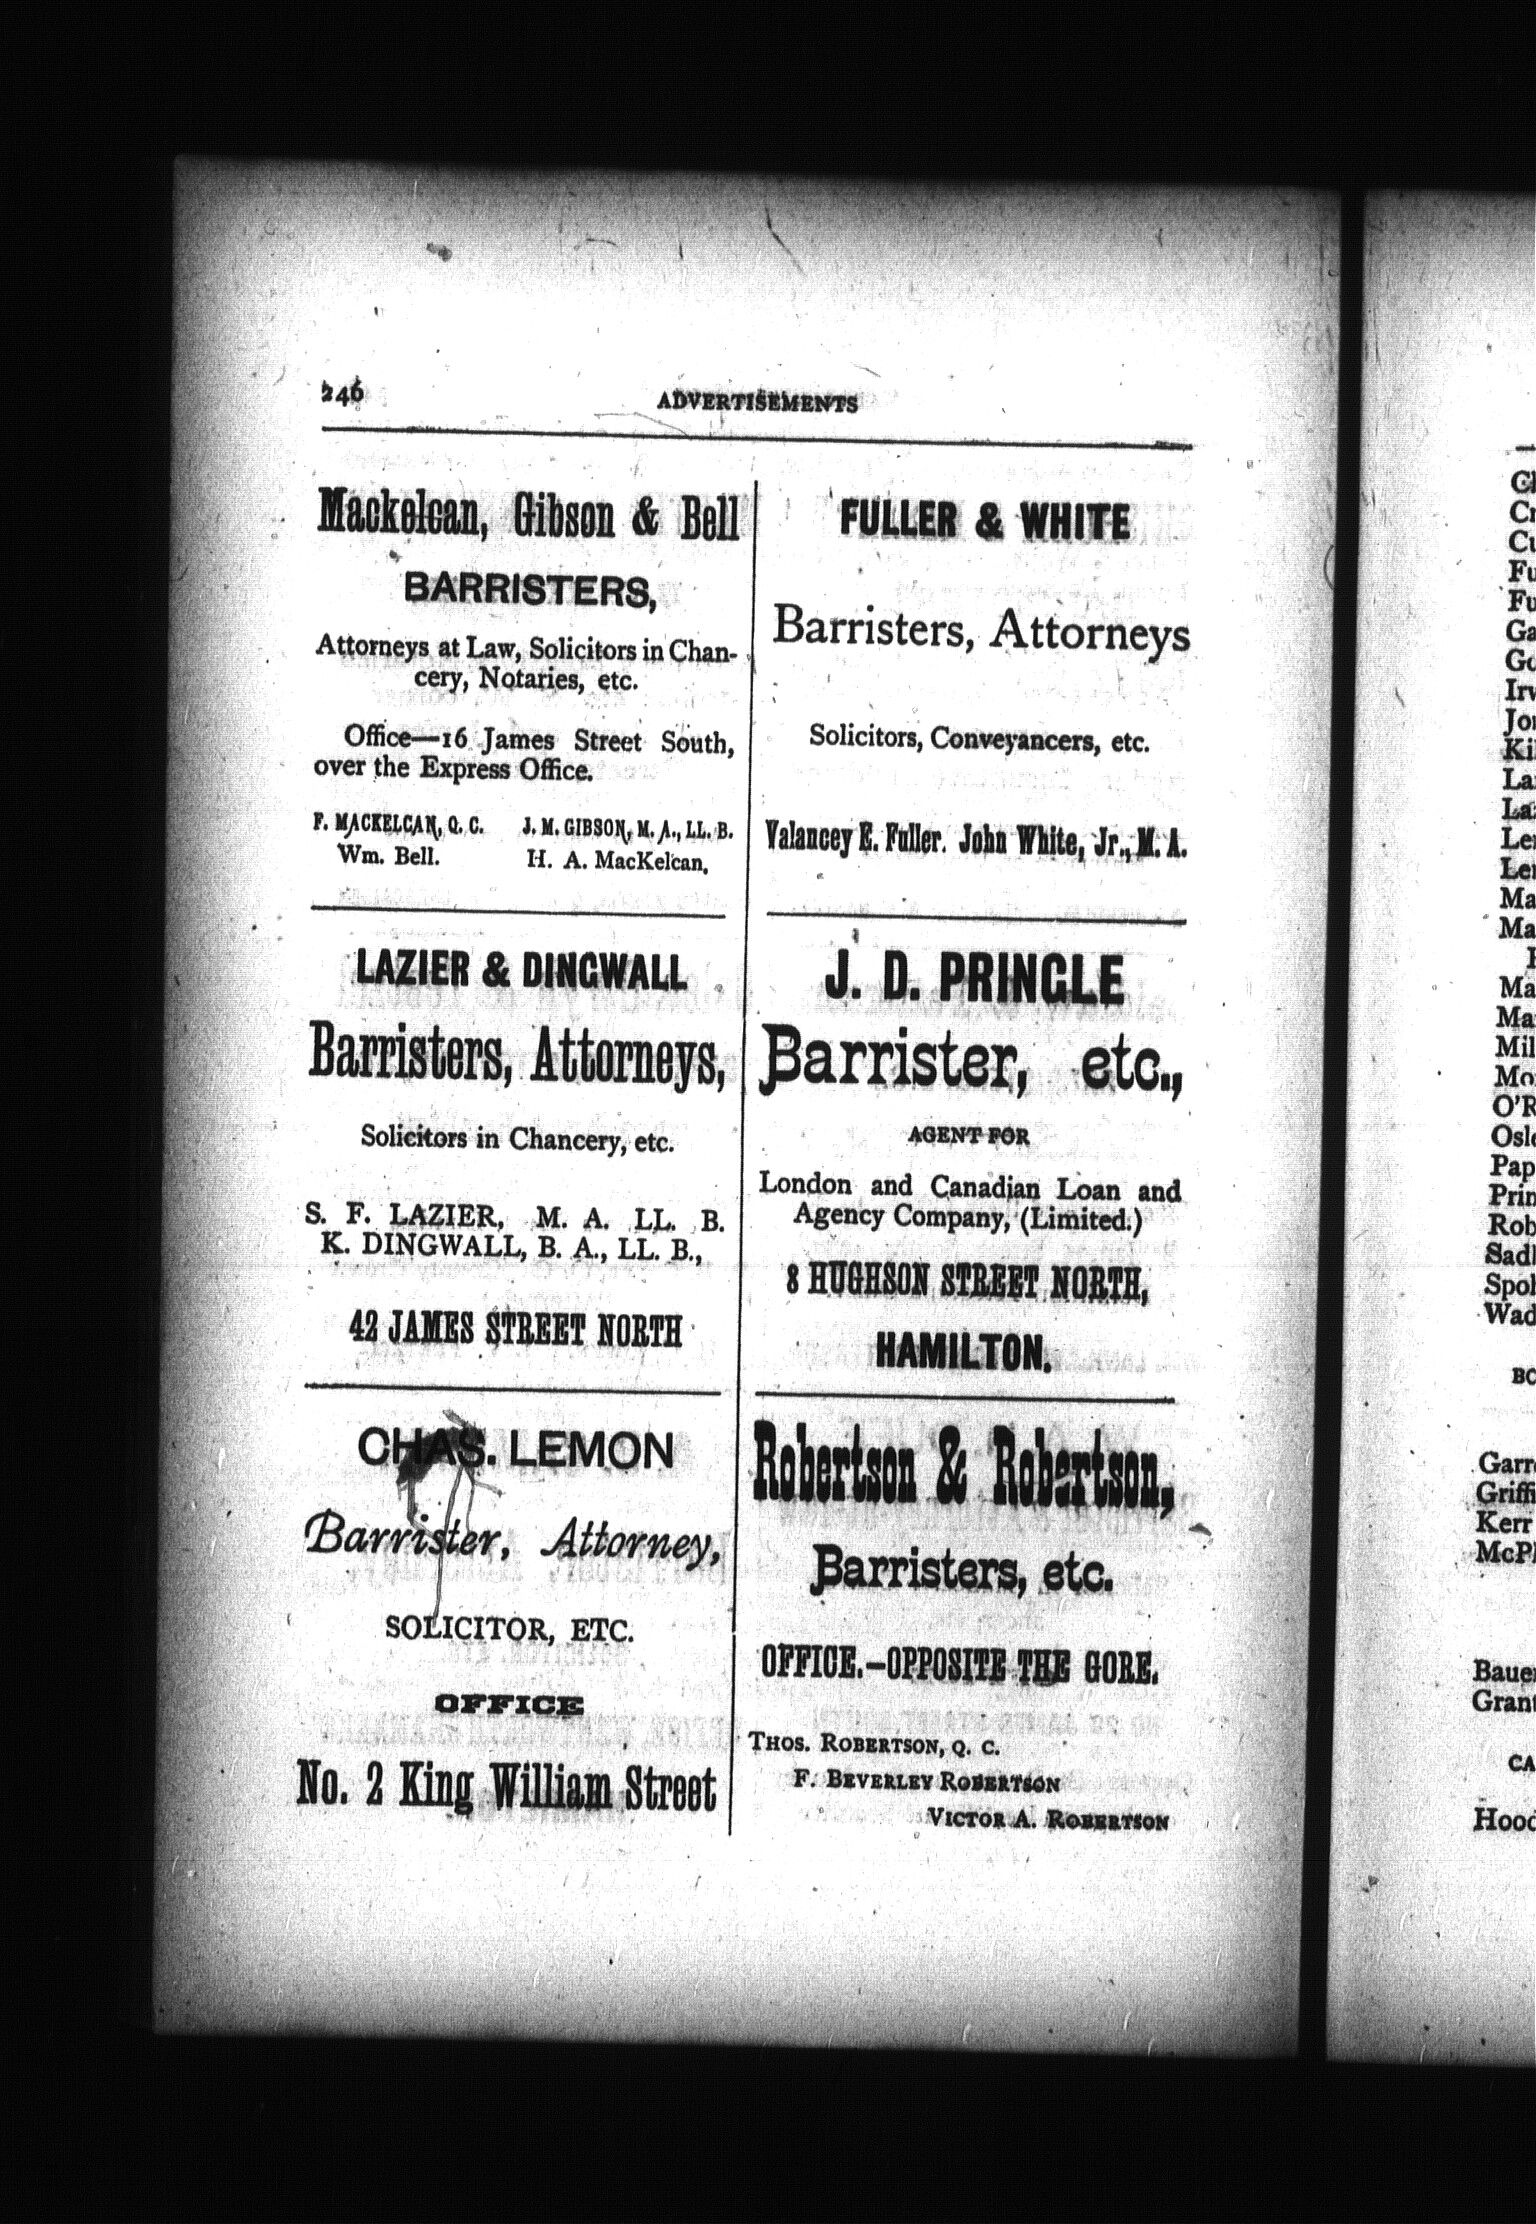 246
ADVERTISEMENTS
Mackelcan, Gibson & Bell
BARRISTERS,
Attorneys at Law, Solicitors in Chan-
cery, Notaries, etc.
Office—16 James Street South,
over the Express Office.
F. MACKELCAN, Q. C. J. M. GIBSON, M. A., LL. B.
Wm. Bell. H. A. MacKelcan.
LAZIER & DINGWALL
Barristers, Attorneys,
Solicitors in Chancery, etc.
S. F. LAZIER, M. A. LL. B.
K. DINGWALL, B. A., LL. B.,
42 JAMES STREET NORTH
CHAS. LEMON
Barrister, Attorney,
SOLICITOR, ETC.
OFFICE
No. 2 King William Street
FULLER & WHITE
Barristers, Attorneys
Solicitors, Conveyancers, etc.
Valancey E. Fuller. John White, Jr., M. A.
J. D. PRINGLE
Barrister, etc.,
AGENT FOR
London and Canadian Loan and
Agency Company, (Limited.)
8 HUGHSON STREET NORTH,
HAMILTON.
Robertson & Robertson,
Barristers, etc.
OFFICE.—OPPOSITE THE GORE.
THOS. ROBERTSON, Q. C.
F. BEVERLEY ROBERTSON
VICTOR A. ROBERTSON